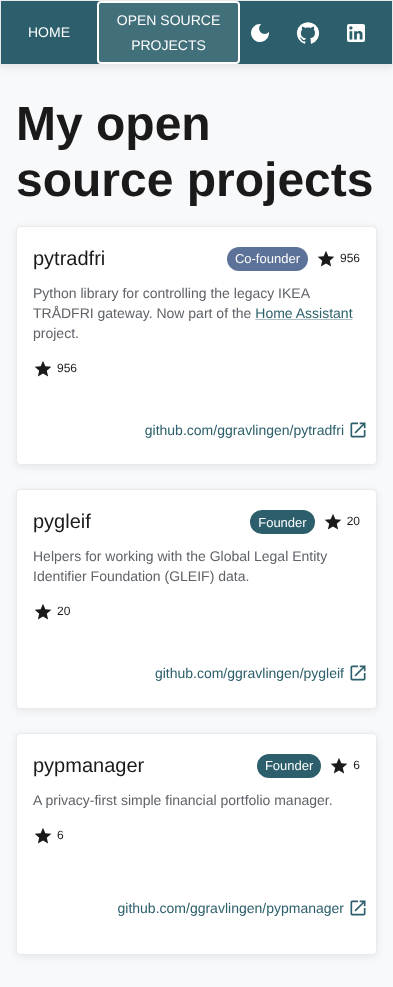 HOME
OPEN SOURCE
PROJECTS
My open
source projects
pytradfri
Co-founder
956
Python library for controlling the legacy IKEA
TRÅDFRI gateway. Now part of the Home Assistant
project.
956
github.com/ggravlingen/pytradfri
pygleif
Founder
20
Helpers for working with the Global Legal Entity
Identifier Foundation (GLEIF) data.
20
github.com/ggravlingen/pygleif
pypmanager
Founder
6
A privacy-first simple financial portfolio manager.
6
github.com/ggravlingen/pypmanager